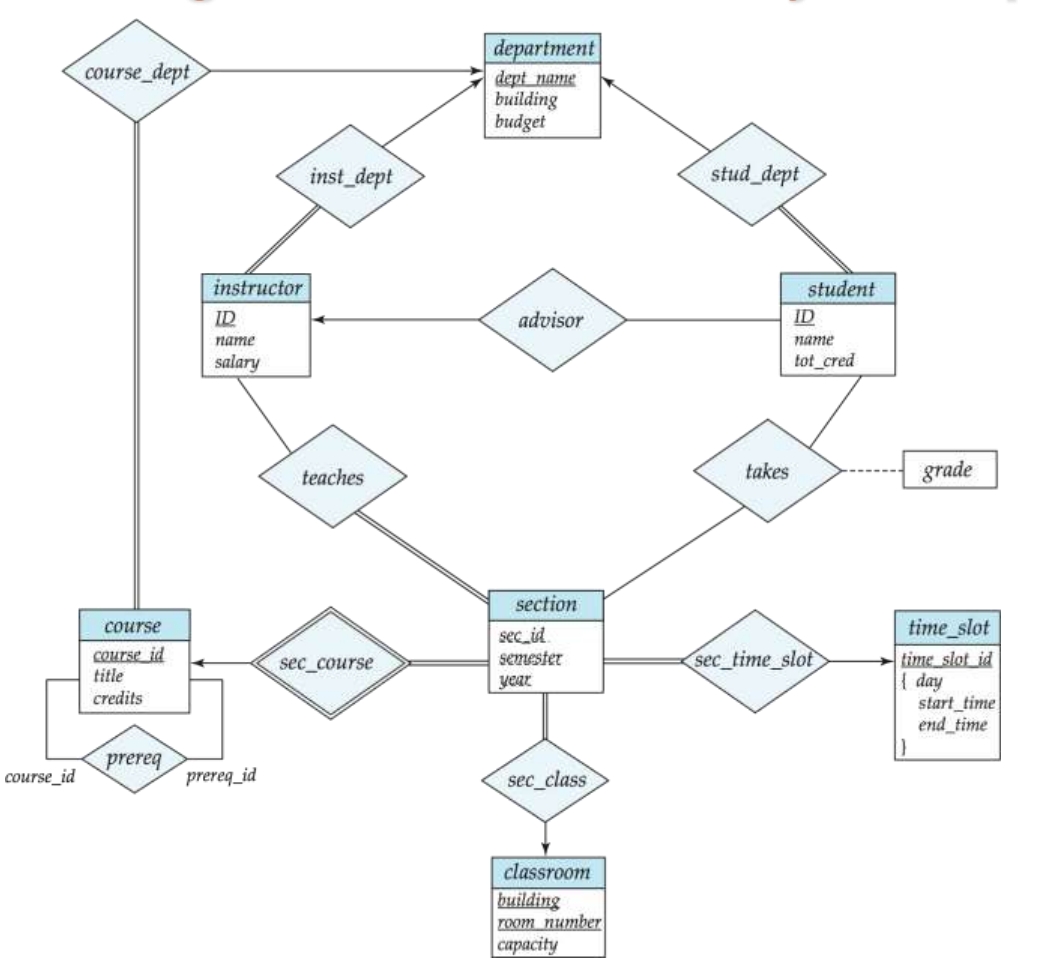 course_dept
department
dept_name
building
budget
inst_dept
stud_dept
instructor
ID
name
salary
advisor
student
ID
name
tot_cred
teaches
takes
grade
course
course_id
title
credits
sec_course
section
sec_id
semester
year
sec_time_slot
time_slot
time_slot_id
{ day
start_time
end_time
}
prereq
course_id
prereq_id
sec_class
classroom
building
room_number
capacity